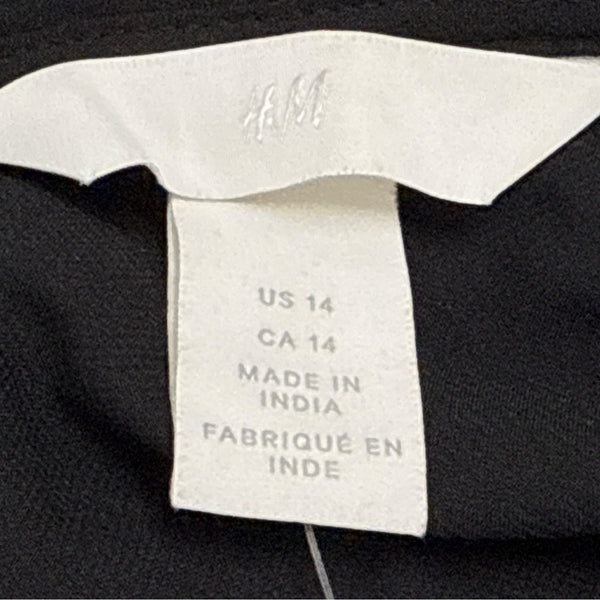 H&M
US 14
CA 14
MADE IN
INDIA
FABRIQUÉ EN
INDE